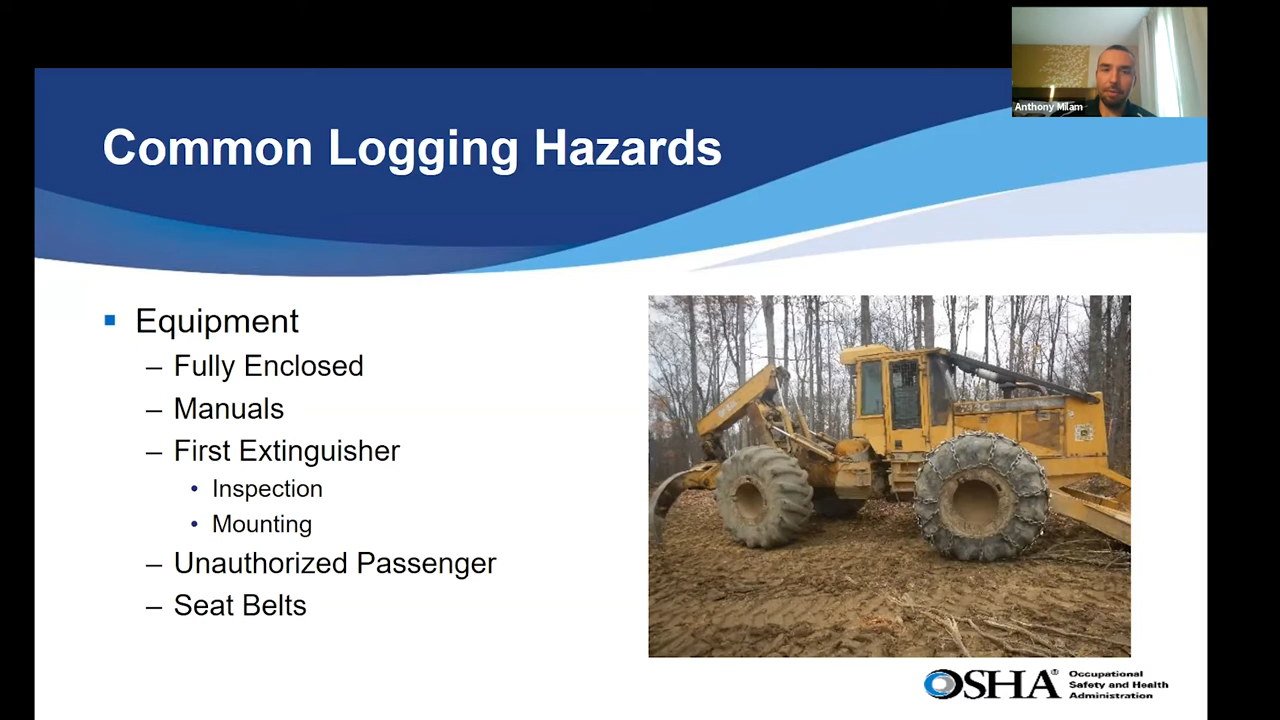 Anthony Milam
Common Logging Hazards
Equipment
– Fully Enclosed
– Manuals
– First Extinguisher
• Inspection
• Mounting
– Unauthorized Passenger
– Seat Belts
OSHA®
Occupational
Safety and Health
Administration